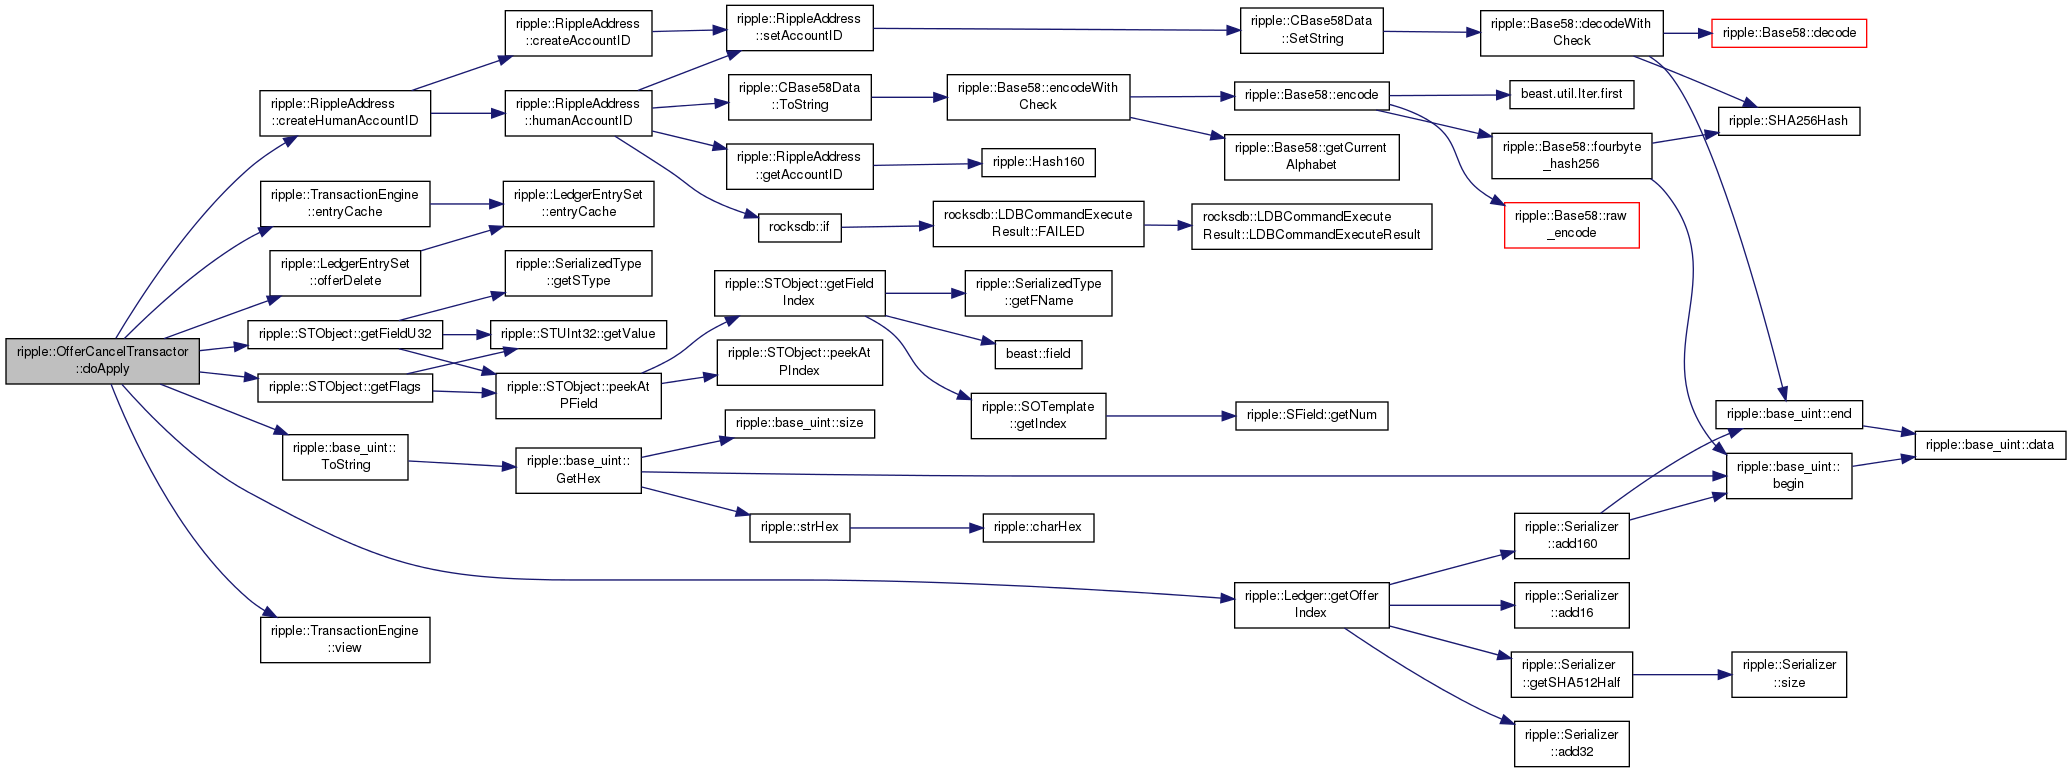 ripple::OfferCancelTransactor
::doApply
ripple::RippleAddress
::createHumanAccountID
ripple::TransactionEngine
::entryCache
ripple::LedgerEntrySet
::offerDelete
ripple::STObject::getFieldU32
ripple::STObject::getFlags
ripple::base_uint::
ToString
ripple::TransactionEngine
::view
ripple::RippleAddress
::createAccountID
ripple::RippleAddress
::humanAccountID
ripple::LedgerEntrySet
::entryCache
ripple::SerializedType
::getSType
ripple::STUInt32::getValue
ripple::STObject::peekAt
PField
ripple::base_uint::
GetHex
ripple::RippleAddress
::setAccountID
ripple::CBase58Data
::ToString
ripple::RippleAddress
::getAccountID
rocksdb::if
ripple::STObject::getField
Index
ripple::STObject::peekAt
PIndex
ripple::base_uint::size
ripple::strHex
ripple::Base58::encodeWith
Check
ripple::Hash160
rocksdb::LDBCommandExecute
Result::FAILED
ripple::SerializedType
::getFName
beast::field
ripple::SOTemplate
::getIndex
ripple::charHex
ripple::CBase58Data
::SetString
ripple::Base58::encode
ripple::Base58::getCurrent
Alphabet
rocksdb::LDBCommandExecute
Result::LDBCommandExecuteResult
ripple::SField::getNum
ripple::Ledger::getOffer
Index
ripple::Base58::decodeWith
Check
beast.util.Iter.first
ripple::Base58::fourbyte
_hash256
ripple::Base58::raw
_encode
ripple::Serializer
::add160
ripple::Serializer
::add16
ripple::Serializer
::getSHA512Half
ripple::Serializer
::add32
ripple::Base58::decode
ripple::SHA256Hash
ripple::base_uint::end
ripple::base_uint::
begin
ripple::Serializer
::size
ripple::base_uint::data